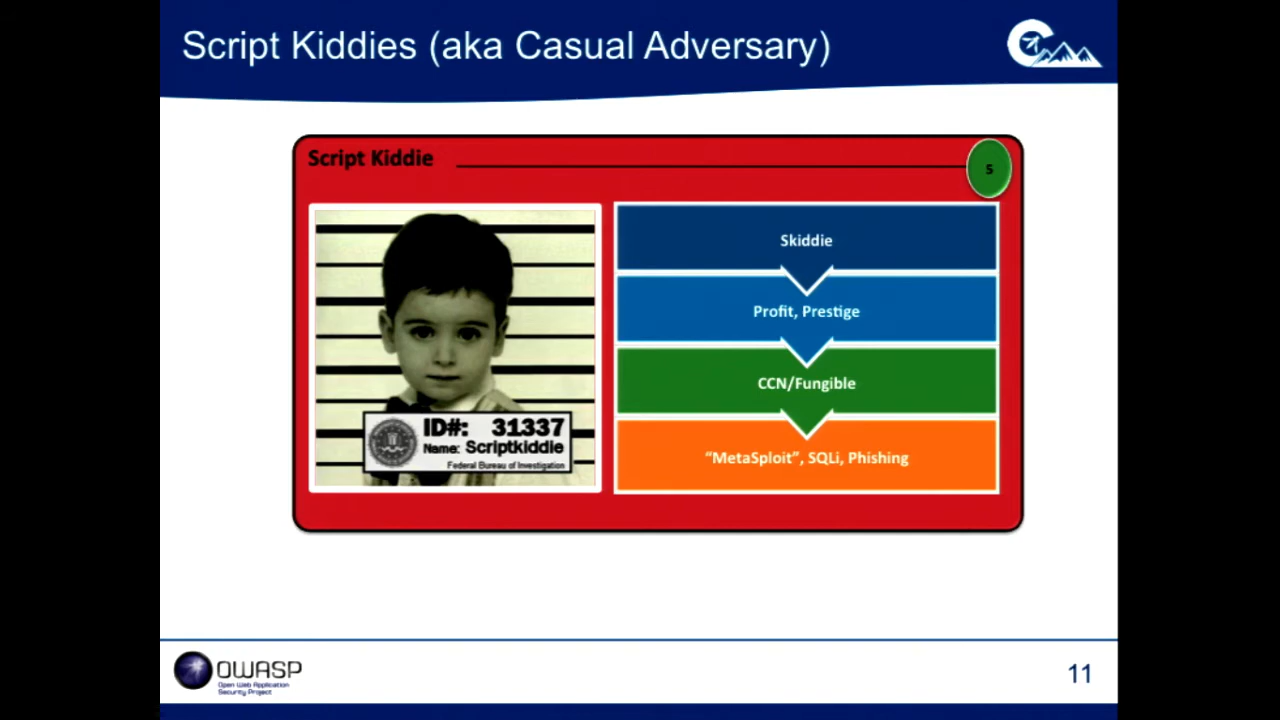 Script Kiddies (aka Casual Adversary)
Script Kiddie
5
Skiddie
Profit, Prestige
CCN/Fungible
“MetaSploit”, SQLi, Phishing
ID#: 31337
Name: Scriptkiddie
Federal Bureau of Investigation
OWASP
Open Web Application
Security Project
11